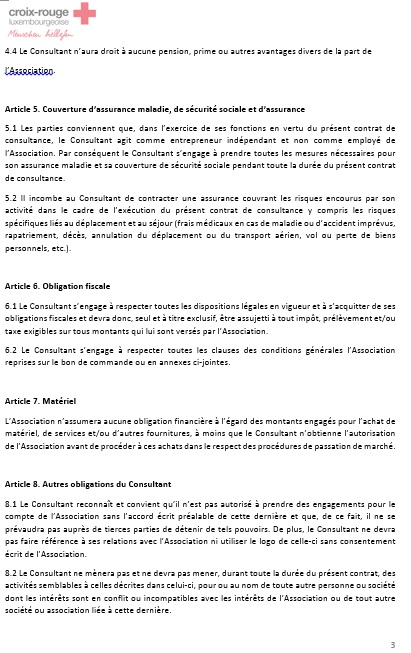 croix-rouge
luxembourgeoise
Mënschen hëllefen
4.4 Le Consultant n’aura droit à aucune pension, prime ou autres avantages divers de la part de
l’Association.
Article 5. Couverture d’assurance maladie, de sécurité sociale et d’assurance
5.1 Les parties conviennent que, dans l’exercice de ses fonctions en vertu du présent contrat de
consultance, le Consultant agit comme entrepreneur indépendant et non comme employé de
l’Association. Par conséquent le Consultant s’engage à prendre toutes les mesures nécessaires pour
son assurance maladie et sa couverture de sécurité sociale pendant toute la durée du présent contrat
de consultance.
5.2 Il incombe au Consultant de contracter une assurance couvrant les risques encourus par son
activité dans le cadre de l’exécution du présent contrat de consultance y compris les risques
spécifiques liés au déplacement et au séjour (frais médicaux en cas de maladie ou d’accident imprévus,
rapatriement, décès, annulation du déplacement ou du transport aérien, vol ou perte de biens
personnels, etc.).
Article 6. Obligation fiscale
6.1 Le Consultant s’engage à respecter toutes les dispositions légales en vigueur et à s’acquitter de ses
obligations fiscales et devra donc, seul et à titre exclusif, être assujetti à tout impôt, prélèvement et/ou
taxe exigibles sur tous montants qui lui sont versés par l’Association.
6.2 Le Consultant s’engage à respecter toutes les clauses des conditions générales l’Association
reprises sur le bon de commande ou en annexes ci-jointes.
Article 7. Matériel
L’Association n’assumera aucune obligation financière à l’égard des montants engagés pour l’achat de
matériel, de services et/ou d’autres fournitures, à moins que le Consultant n’obtienne l’autorisation
de l’Association avant de procéder à ces achats dans le respect des procédures de passation de marché.
Article 8. Autres obligations du Consultant
8.1 Le Consultant reconnaît et convient qu’il n’est pas autorisé à prendre des engagements pour le
compte de l’Association sans l’accord écrit préalable de cette dernière et que, de ce fait, il ne se
prévaudra pas auprès de tierces parties de détenir de tels pouvoirs. De plus, le Consultant ne devra
pas faire référence à ses relations avec l’Association ni utiliser le logo de celle-ci sans consentement
écrit de l’Association.
8.2 Le Consultant ne mènera pas et ne devra pas mener, durant toute la durée du présent contrat, des
activités semblables à celles décrites dans celui-ci, pour ou au nom de toute autre personne ou société
dont les intérêts sont en conflit ou incompatibles avec les intérêts de l’Association ou de tout autre
société ou association liée à cette dernière.
3